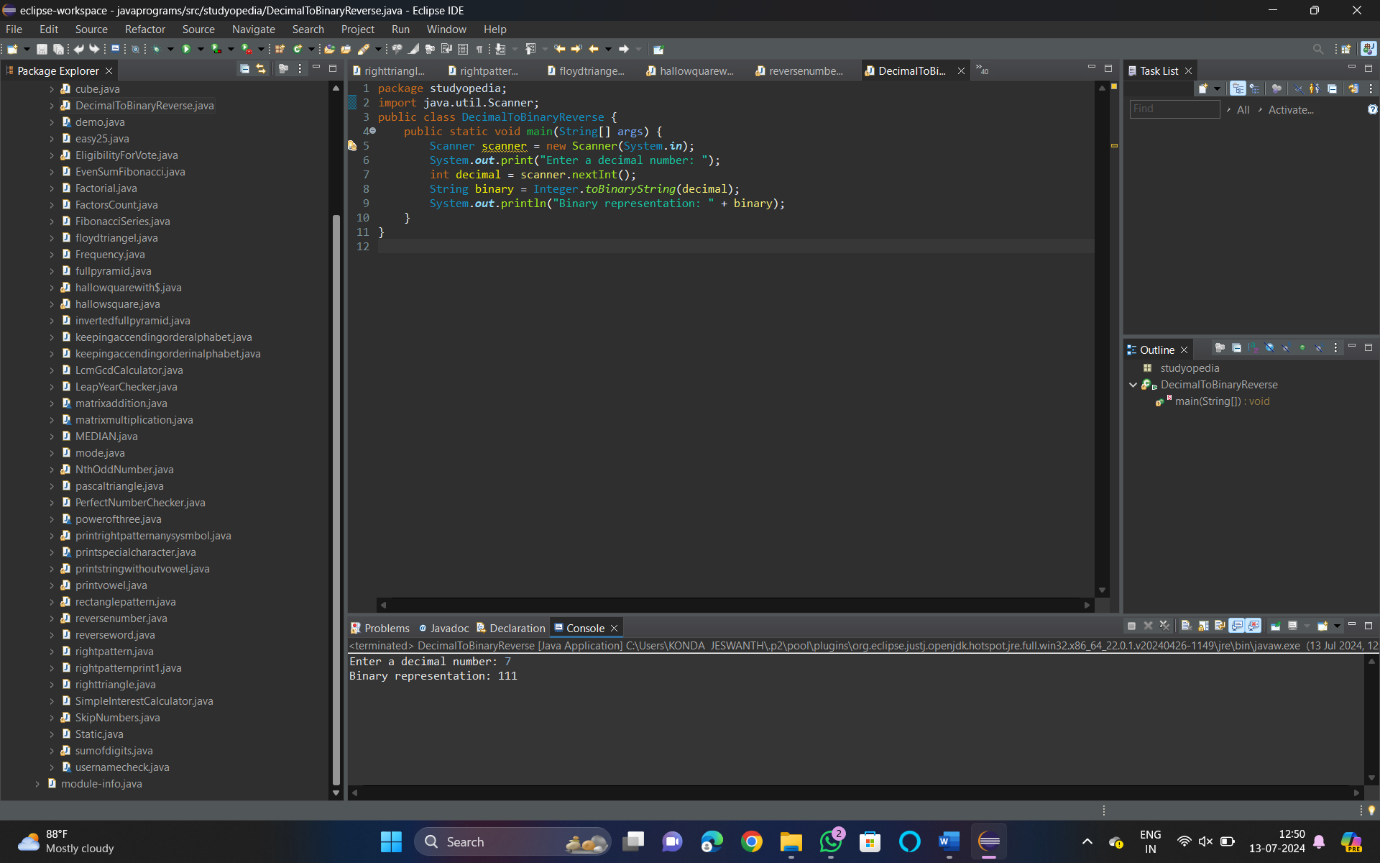 eclipse-workspace - javaprograms/src/studyopedia/DecimalToBinaryReverse.java - Eclipse IDE
File Edit Source Refactor Source Navigate Search Project Run Window Help
Package Explorer
cube.java
DecimalToBinaryReverse.java
demo.java
easy25.java
EligibilityForVote.java
EvenSumFibonacci.java
Factorial.java
FactorsCount.java
FibonacciSeries.java
floydtriangel.java
Frequency.java
fullpyramid.java
hallowquarewith$.java
hallowsquare.java
invertedfullpyramid.java
keepingaccendingorderalphabet.java
keepingaccendingorderinalphabet.java
LcmGcdCalculator.java
LeapYearChecker.java
matrixaddition.java
matrixmultiplication.java
MEDIAN.java
mode.java
NthOddNumber.java
pascaltriangle.java
PerfectNumberChecker.java
powerofthree.java
printrightpatternanysysmbol.java
printspecialcharacter.java
printstringwithoutvowel.java
printvowel.java
rectanglepattern.java
reversenumber.java
reverseword.java
rightpattern.java
rightpatternprint1.java
righttriangle.java
SimpleInterestCalculator.java
SkipNumbers.java
Static.java
sumofdigits.java
usernamecheck.java
module-info.java
righttriangl... rightpatter... floydtriange... hallowquarew... reversenumbe... DecimalToBi... »40
1 package studyopedia;
2 import java.util.Scanner;
3 public class DecimalToBinaryReverse {
4 public static void main(String[] args) {
5 Scanner scanner = new Scanner(System.in);
6 System.out.print("Enter a decimal number: ");
7 int decimal = scanner.nextInt();
8 String binary = Integer.toBinaryString(decimal);
9 System.out.println("Binary representation: " + binary);
10 }
11 }
12
Task List
Find All Activate...
Outline
studyopedia
DecimalToBinaryReverse
main(String[]) : void
Problems Javadoc Declaration Console
<terminated> DecimalToBinaryReverse [Java Application] C:\Users\KONDA JESWANTH\.p2\pool\plugins\org.eclipse.justj.openjdk.hotspot.jre.full.win32.x86_64_22.0.1.v20240426-1149\jre\bin\javaw.exe (13 Jul 2024, 12
Enter a decimal number: 7
Binary representation: 111
88°F
Mostly cloudy
Search
2
ENG
IN
12:50
13-07-2024
PRE